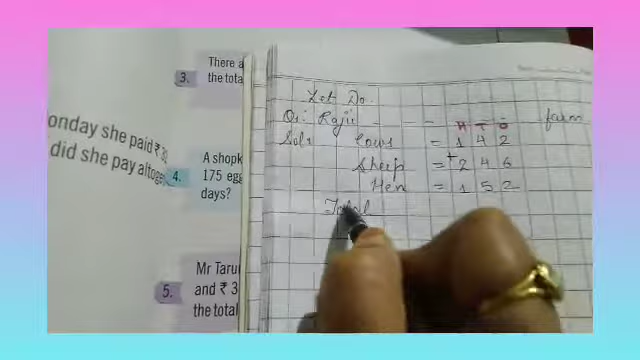 There a
3. the tota
onday she paid ₹ 3
did she pay altoge
A shopk
4. 175 egg
days?
Mr Taru
5. and ₹ 3
the total
Let Do.
Q: Rajii - - - farm
H T O
Sol: Cows = 1 4 2
Sheep = + 2 4 6
Hen = 1 5 2
Total